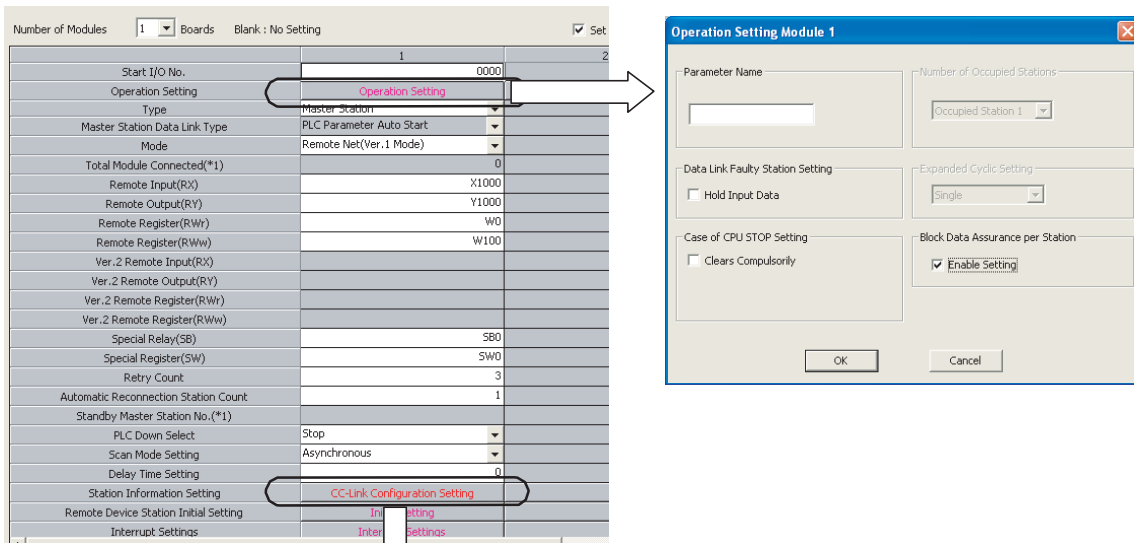 Number of Modules 1 Boards Blank : No Setting Set
1 2
Start I/O No. 0000
Operation Setting Operation Setting
Type Master Station
Master Station Data Link Type PLC Parameter Auto Start
Mode Remote Net(Ver.1 Mode)
Total Module Connected(*1) 0
Remote Input(RX) X1000
Remote Output(RY) Y1000
Remote Register(RWr) W0
Remote Register(RWw) W100
Ver.2 Remote Input(RX)
Ver.2 Remote Output(RY)
Ver.2 Remote Register(RWr)
Ver.2 Remote Register(RWw)
Special Relay(SB) SB0
Special Register(SW) SW0
Retry Count 3
Automatic Reconnection Station Count 1
Standby Master Station No.(*1)
PLC Down Select Stop
Scan Mode Setting Asynchronous
Delay Time Setting 0
Station Information Setting CC-Link Configuration Setting
Remote Device Station Initial Setting Ini etting
Interrupt Settings Inter Settings
Operation Setting Module 1
Parameter Name
Number of Occupied Stations
Occupied Station 1
Data Link Faulty Station Setting
Hold Input Data
Expanded Cyclic Setting
Single
Case of CPU STOP Setting
Clears Compulsorily
Block Data Assurance per Station
Enable Setting
OK Cancel